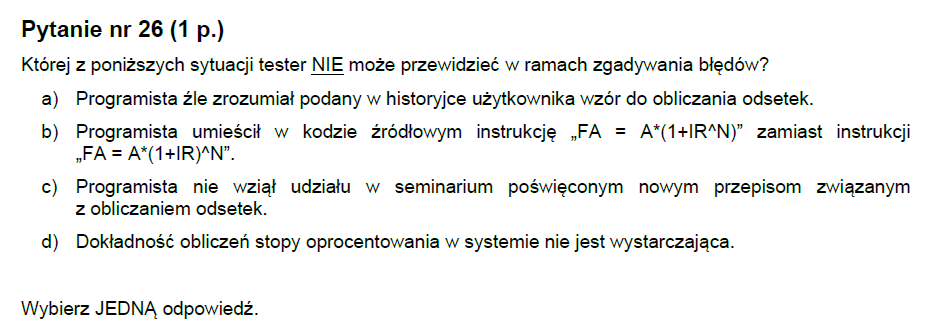 Pytanie nr 26 (1 p.)
Której z poniższych sytuacji tester NIE może przewidzieć w ramach zgadywania błędów?
a) Programista źle zrozumiał podany w historyjce użytkownika wzór do obliczania odsetek.
b) Programista umieścił w kodzie źródłowym instrukcję „FA = A*(1+IR^N)” zamiast instrukcji
„FA = A*(1+IR)^N”.
c) Programista nie wziął udziału w seminarium poświęconym nowym przepisom związanym
z obliczaniem odsetek.
d) Dokładność obliczeń stopy oprocentowania w systemie nie jest wystarczająca.
Wybierz JEDNĄ odpowiedź.